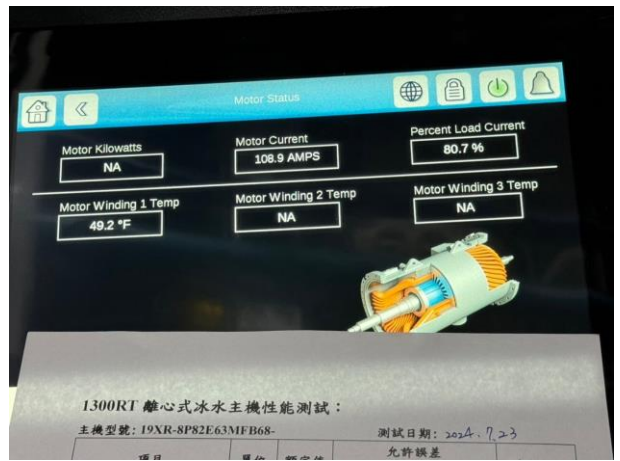 Motor Status
Motor Kilowatts
NA
Motor Current
108.9 AMPS
Percent Load Current
80.7 %
Motor Winding 1 Temp
49.2 °F
Motor Winding 2 Temp
NA
Motor Winding 3 Temp
NA
1300RT 離心式冰水主機性能測試：
主機型號: 19XR-8P82E63MFB68- 測試日期: 2024.7.23
項目 單位 額定值 允許誤差